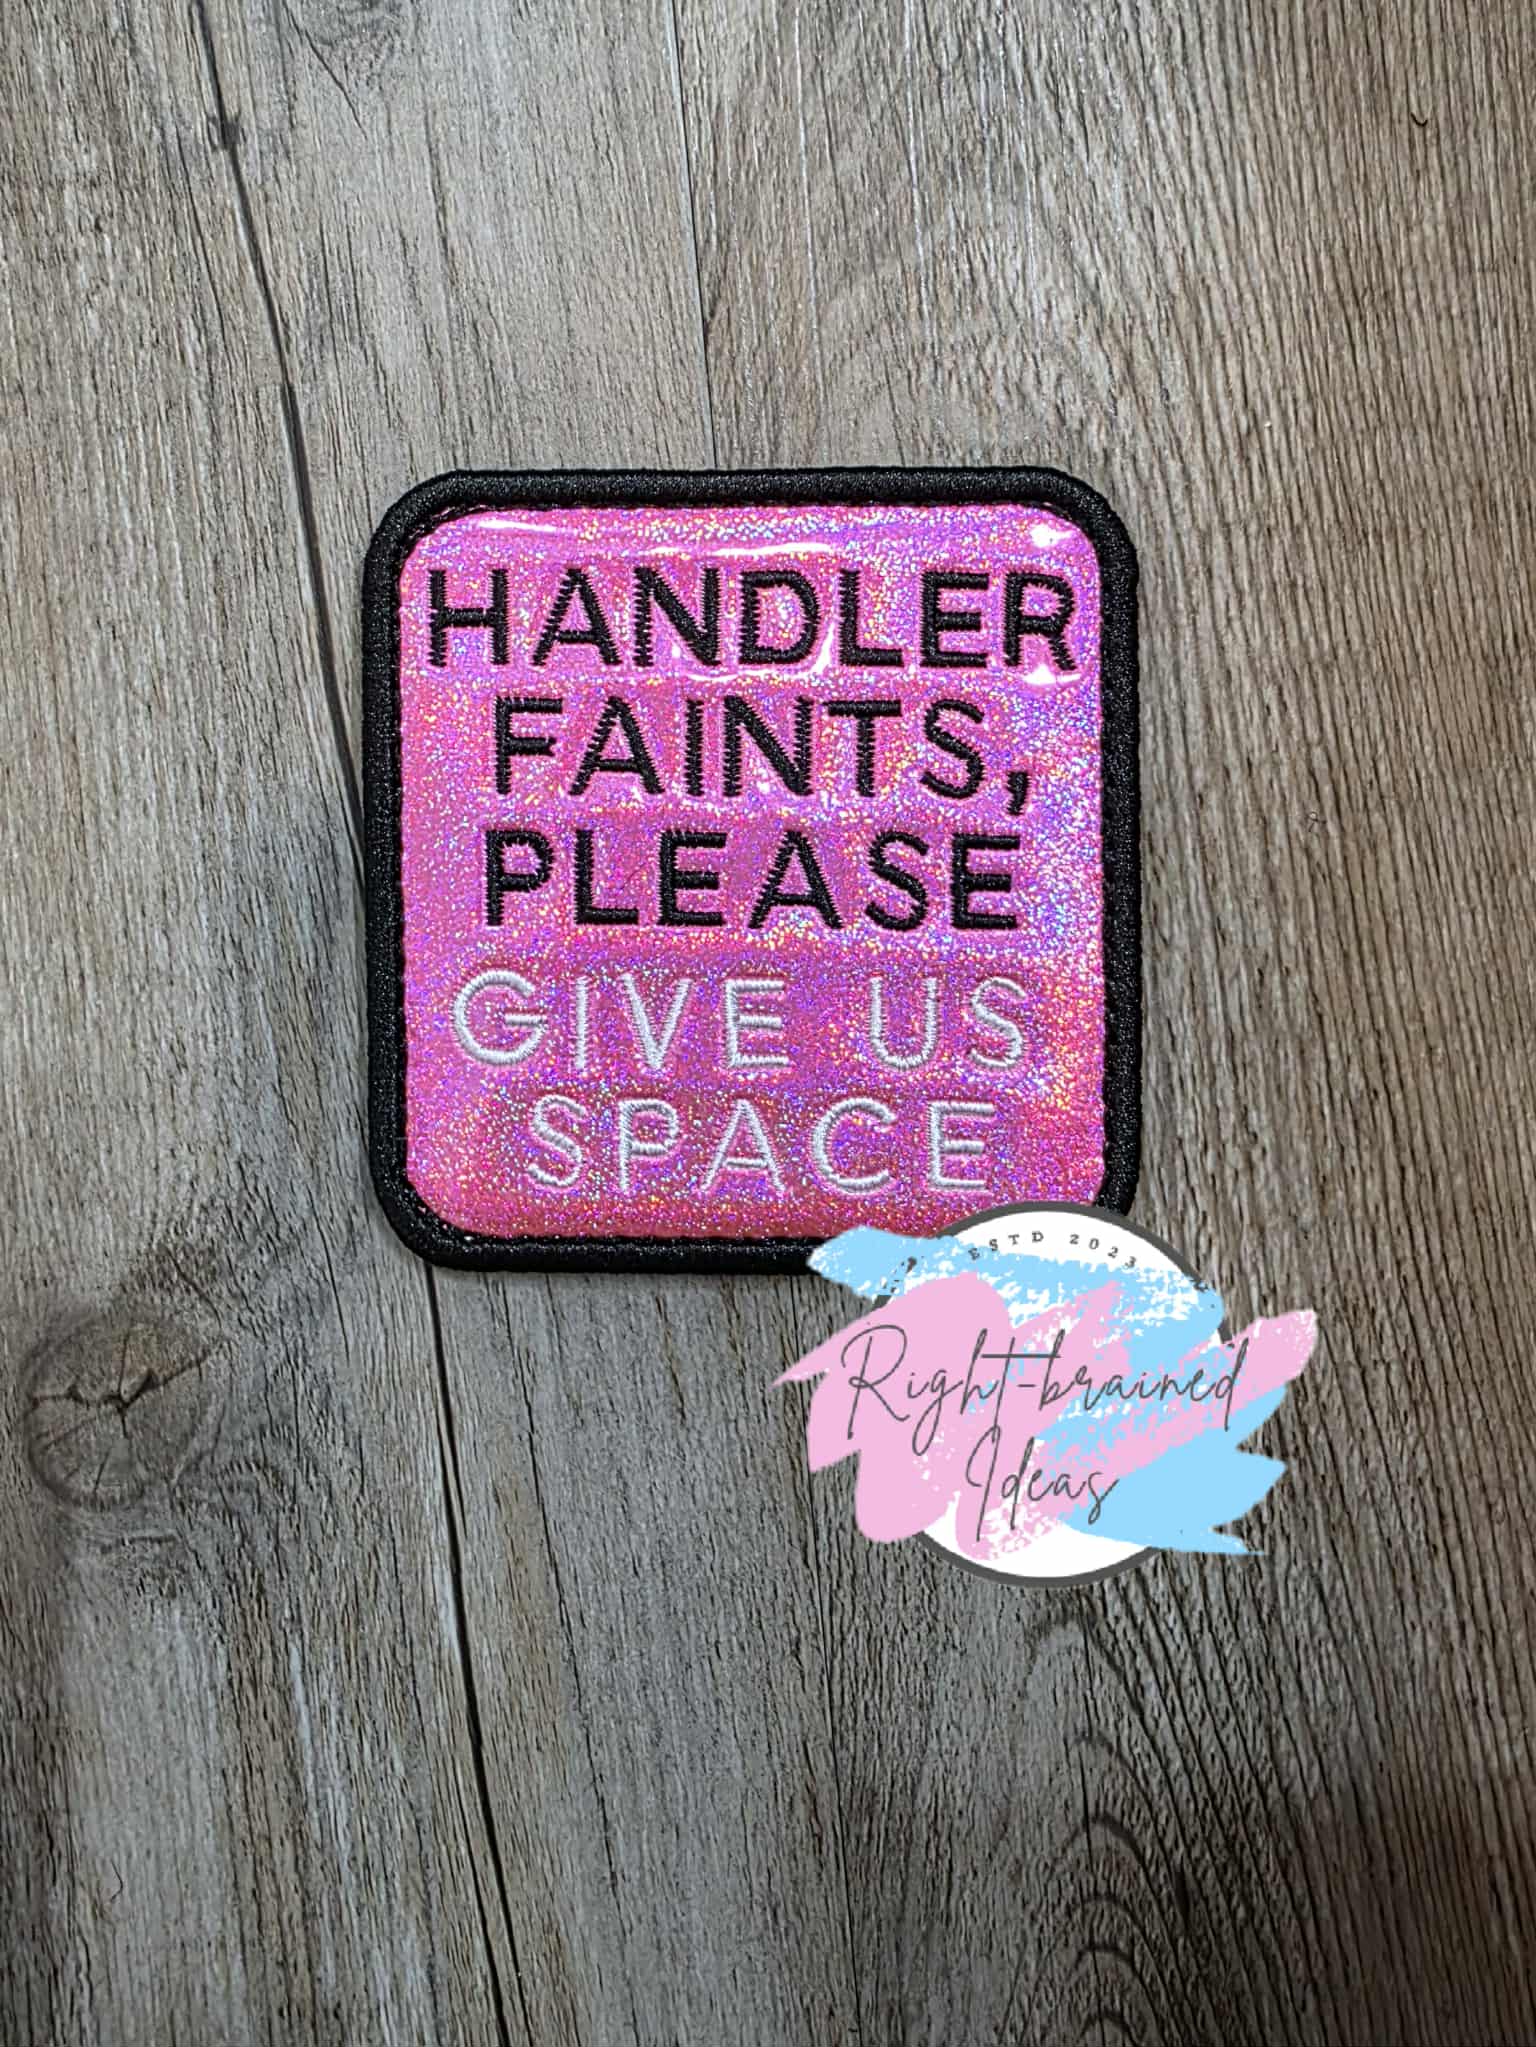 HANDLER
FAINTS,
PLEASE
GIVE US
SPACE
ESTD 2023
Right-brained
Ideas